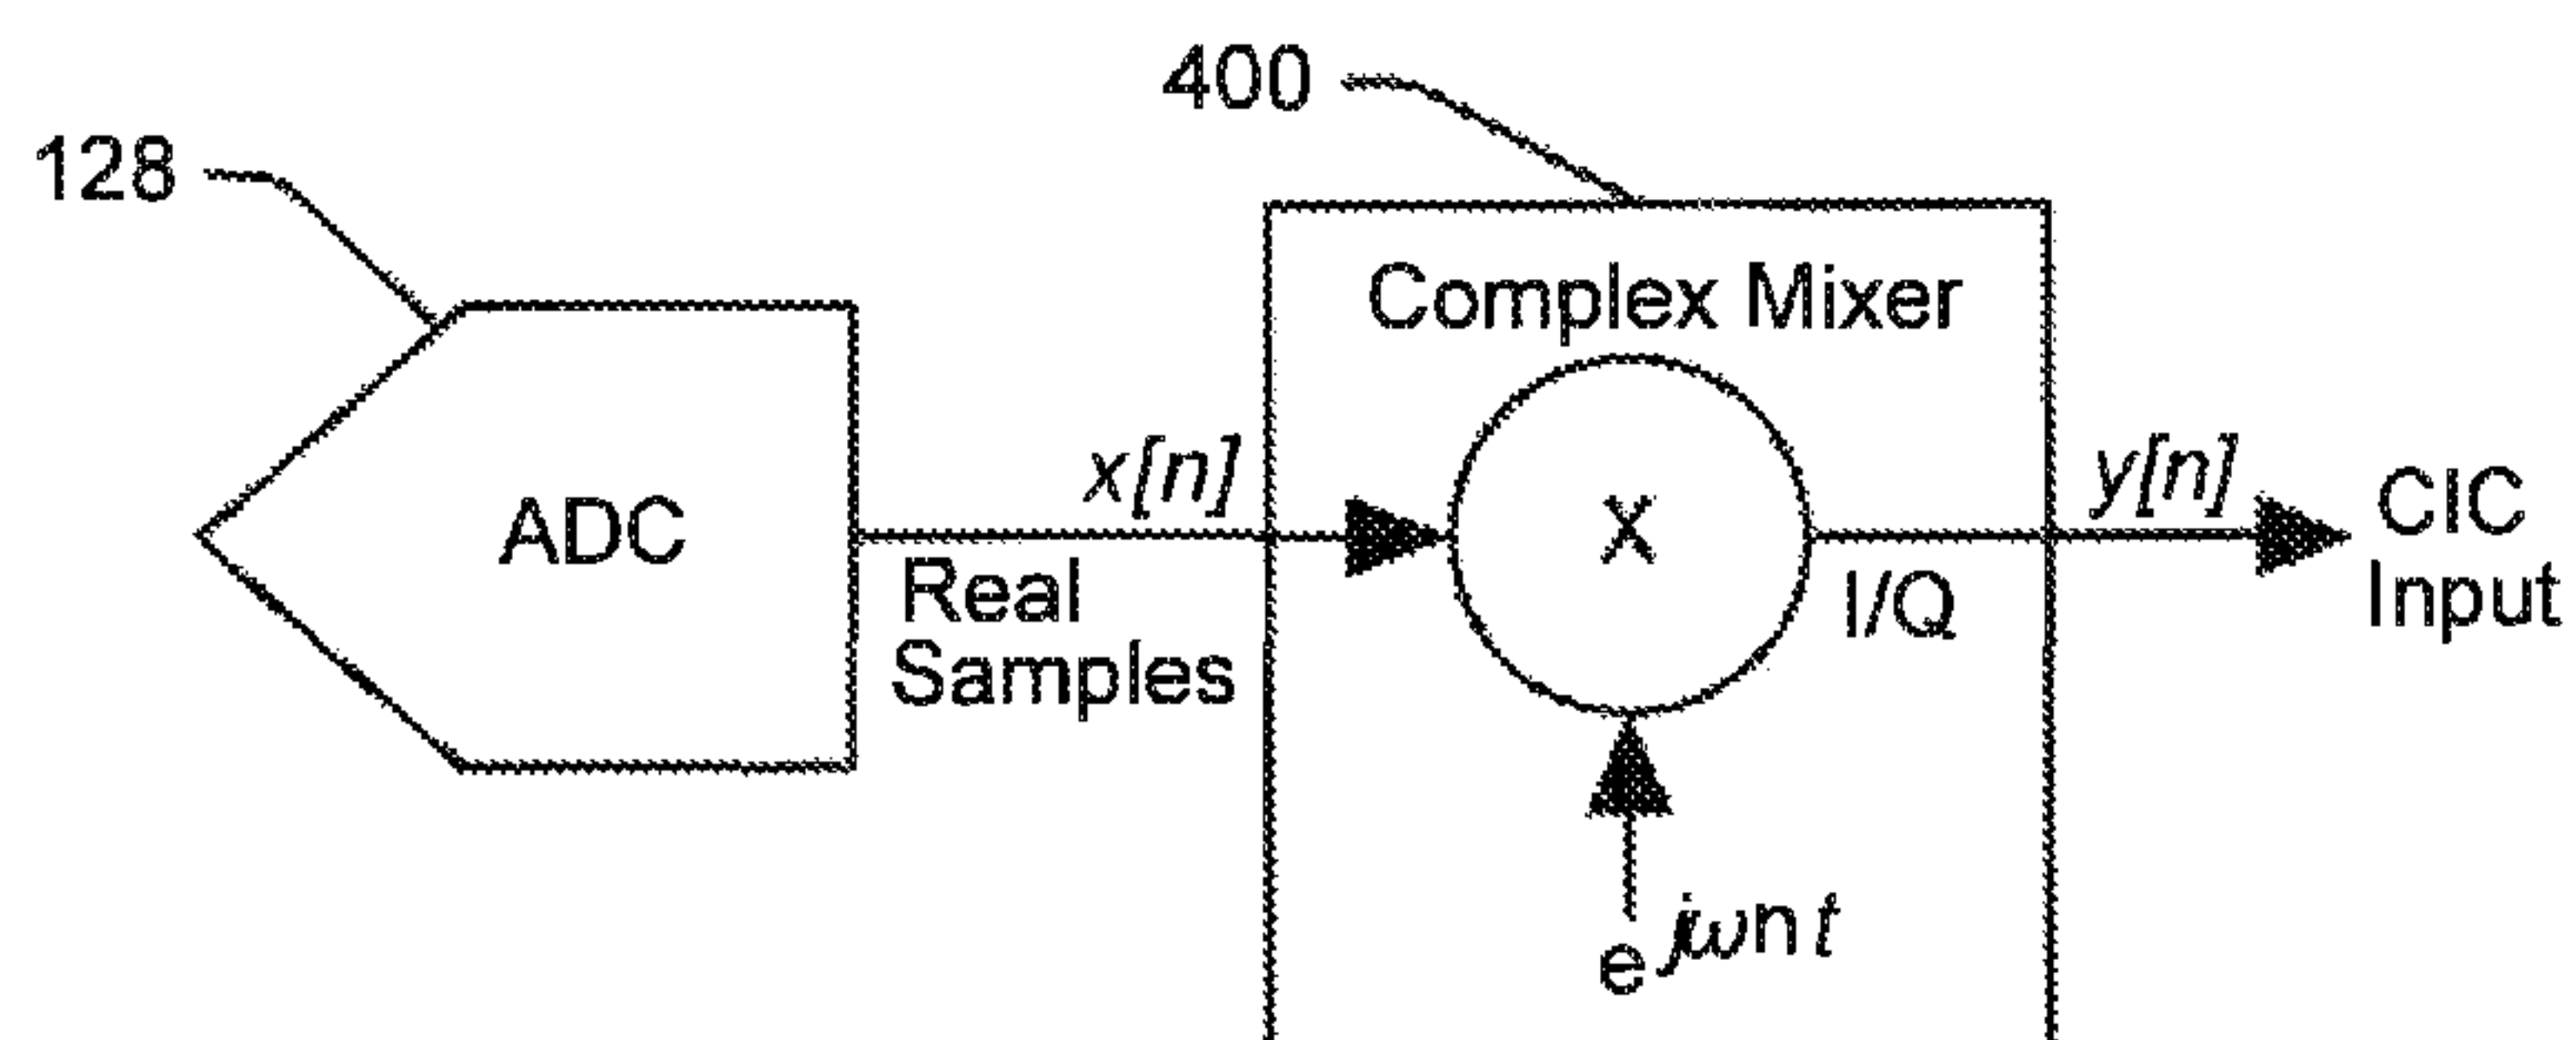 400
128
Complex Mixer
x[n]
y[n]
ADC
X
CIC
Input
Real
Samples
I/Q
e jωn t